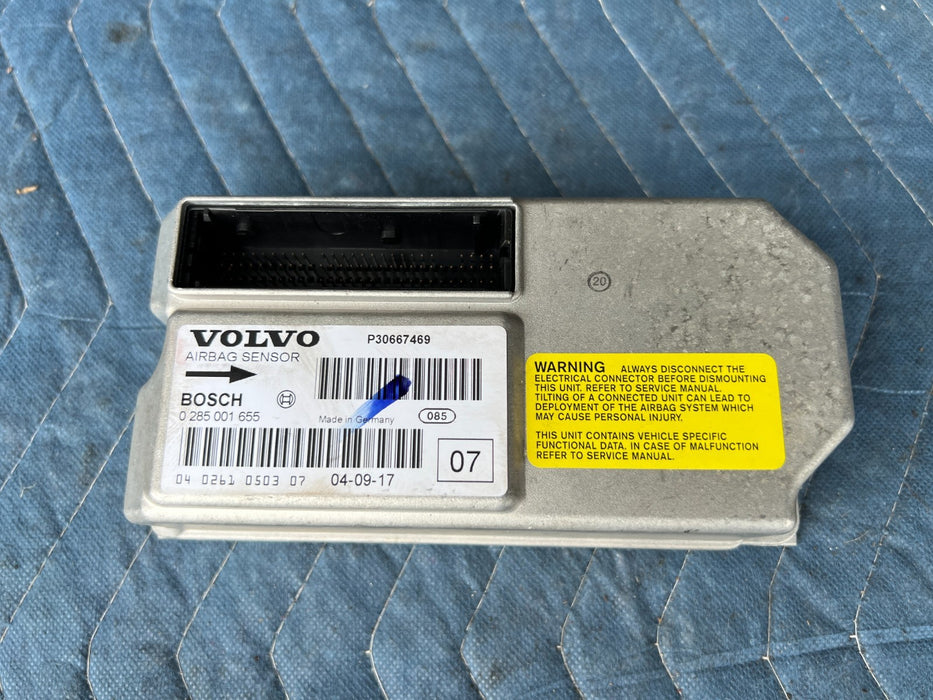 20
VOLVO
AIRBAG SENSOR
P30667469
BOSCH
0 285 001 655
Made in Germany
085
04 0261 0503 07
04-09-17
07
WARNING ALWAYS DISCONNECT THE
ELECTRICAL CONNECTOR BEFORE DISMOUNTING
THIS UNIT. REFER TO SERVICE MANUAL.
TILTING OF A CONNECTED UNIT CAN LEAD TO
DEPLOYMENT OF THE AIRBAG SYSTEM WHICH
MAY CAUSE PERSONAL INJURY.
THIS UNIT CONTAINS VEHICLE SPECIFIC
FUNCTIONAL DATA. IN CASE OF MALFUNCTION
REFER TO SERVICE MANUAL.